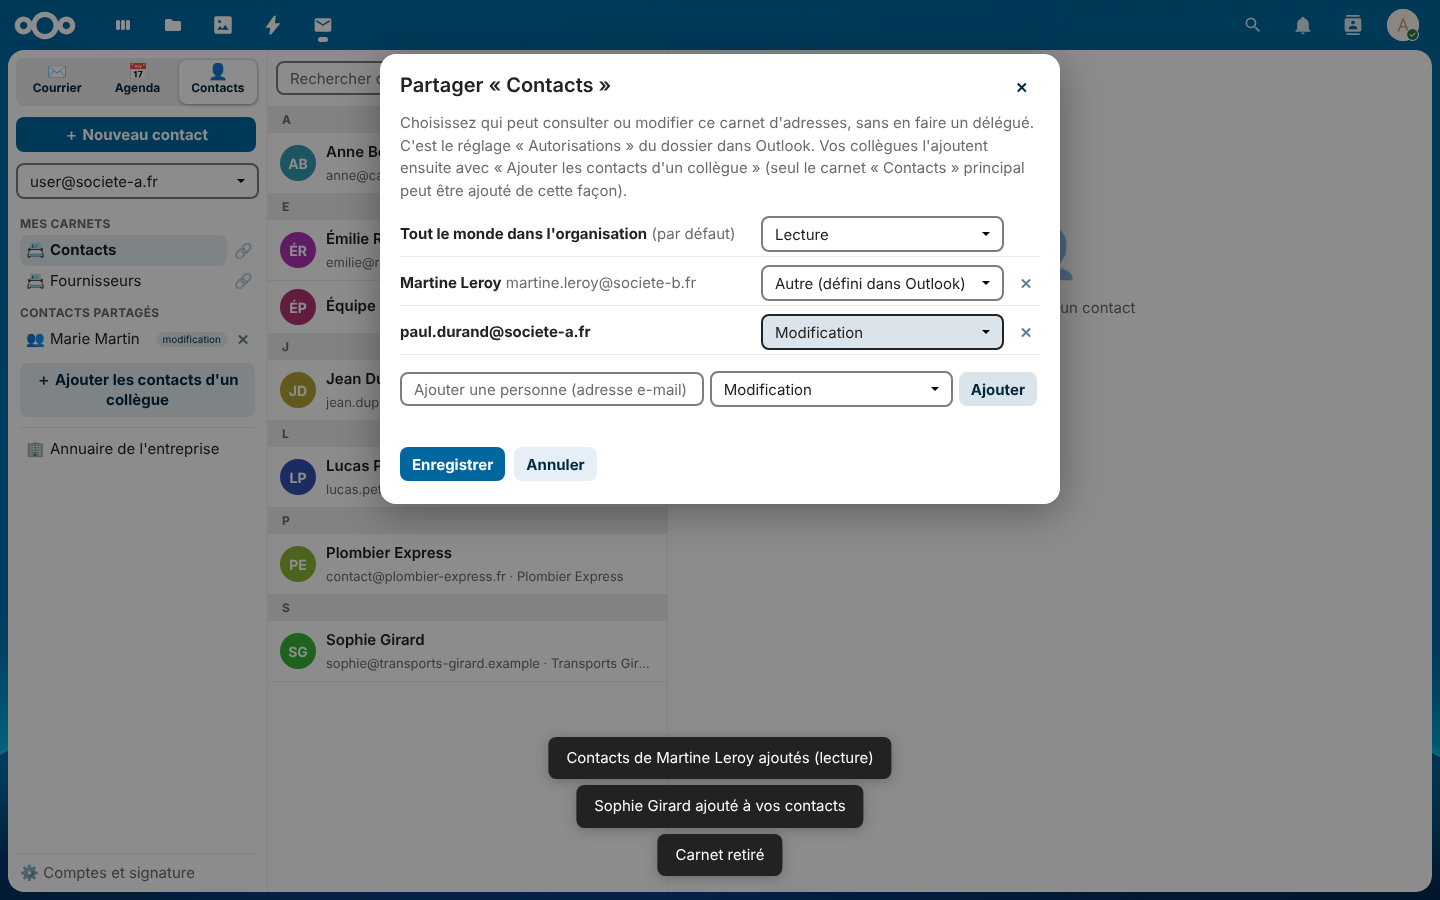 Courrier
Agenda
Contacts
+ Nouveau contact
user@societe-a.fr
MES CARNETS
Contacts
Fournisseurs
CONTACTS PARTAGÉS
Marie Martin modification ×
+ Ajouter les contacts d'un
collègue
Annuaire de l'entreprise
Comptes et signature
Rechercher
A
AB Anne
E
ÉR Émilie
ÉP Équipe
J
JD Jean
L
LP Lucas
P
PE Plombier Express
contact@plombier-express.fr · Plombier Express
S
SG Sophie Girard
sophie@transports-girard.example · Transports Gir...
un contact
A
Partager « Contacts » ×
Choisissez qui peut consulter ou modifier ce carnet d'adresses, sans en faire un délégué.
C'est le réglage « Autorisations » du dossier dans Outlook. Vos collègues l'ajoutent
ensuite avec « Ajouter les contacts d'un collègue » (seul le carnet « Contacts » principal
peut être ajouté de cette façon).
Tout le monde dans l'organisation (par défaut) Lecture
Martine Leroy martine.leroy@societe-b.fr Autre (défini dans Outlook) ×
paul.durand@societe-a.fr Modification ×
Ajouter une personne (adresse e-mail) Modification Ajouter
Enregistrer Annuler
Contacts de Martine Leroy ajoutés (lecture)
Sophie Girard ajouté à vos contacts
Carnet retiré